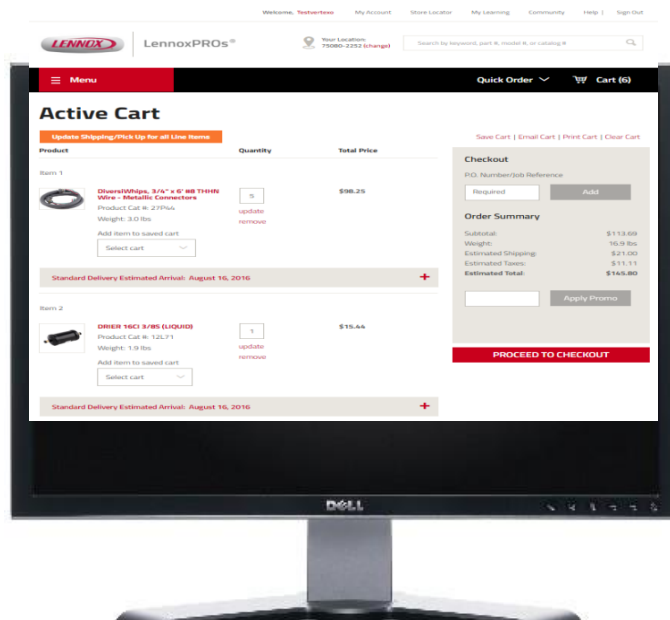 Welcome, Testvertexo My Account Store Locator My Learning Community Help | Sign Out
LENNOX LennoxPROs®
Your Location:
75080-2252 (change)
Search by keyword, part #, model #, or catalog #
Menu Quick Order Cart (6)
Active Cart
Update Shipping/Pick Up for all Line Items
Save Cart | Email Cart | Print Cart | Clear Cart
Product Quantity Total Price
Item 1
DiversiWhips, 3/4" x 6' #8 THHN
Wire - Metallic Connectors
Product Cat #: 27P44
Weight: 3.0 lbs
Add item to saved cart
Select cart
5
update
remove
$98.25
Standard Delivery Estimated Arrival: August 16, 2016 +
Item 2
DRIER 16CI 3/8S (LIQUID)
Product Cat #: 12L71
Weight: 1.9 lbs
Add item to saved cart
Select cart
1
update
remove
$15.44
Standard Delivery Estimated Arrival: August 16, 2016 +
Checkout
P.O. Number/Job Reference
Required Add
Order Summary
Subtotal: $113.69
Weight: 16.9 lbs
Estimated Shipping: $21.00
Estimated Taxes: $11.11
Estimated Total: $145.80
Apply Promo
PROCEED TO CHECKOUT
DELL